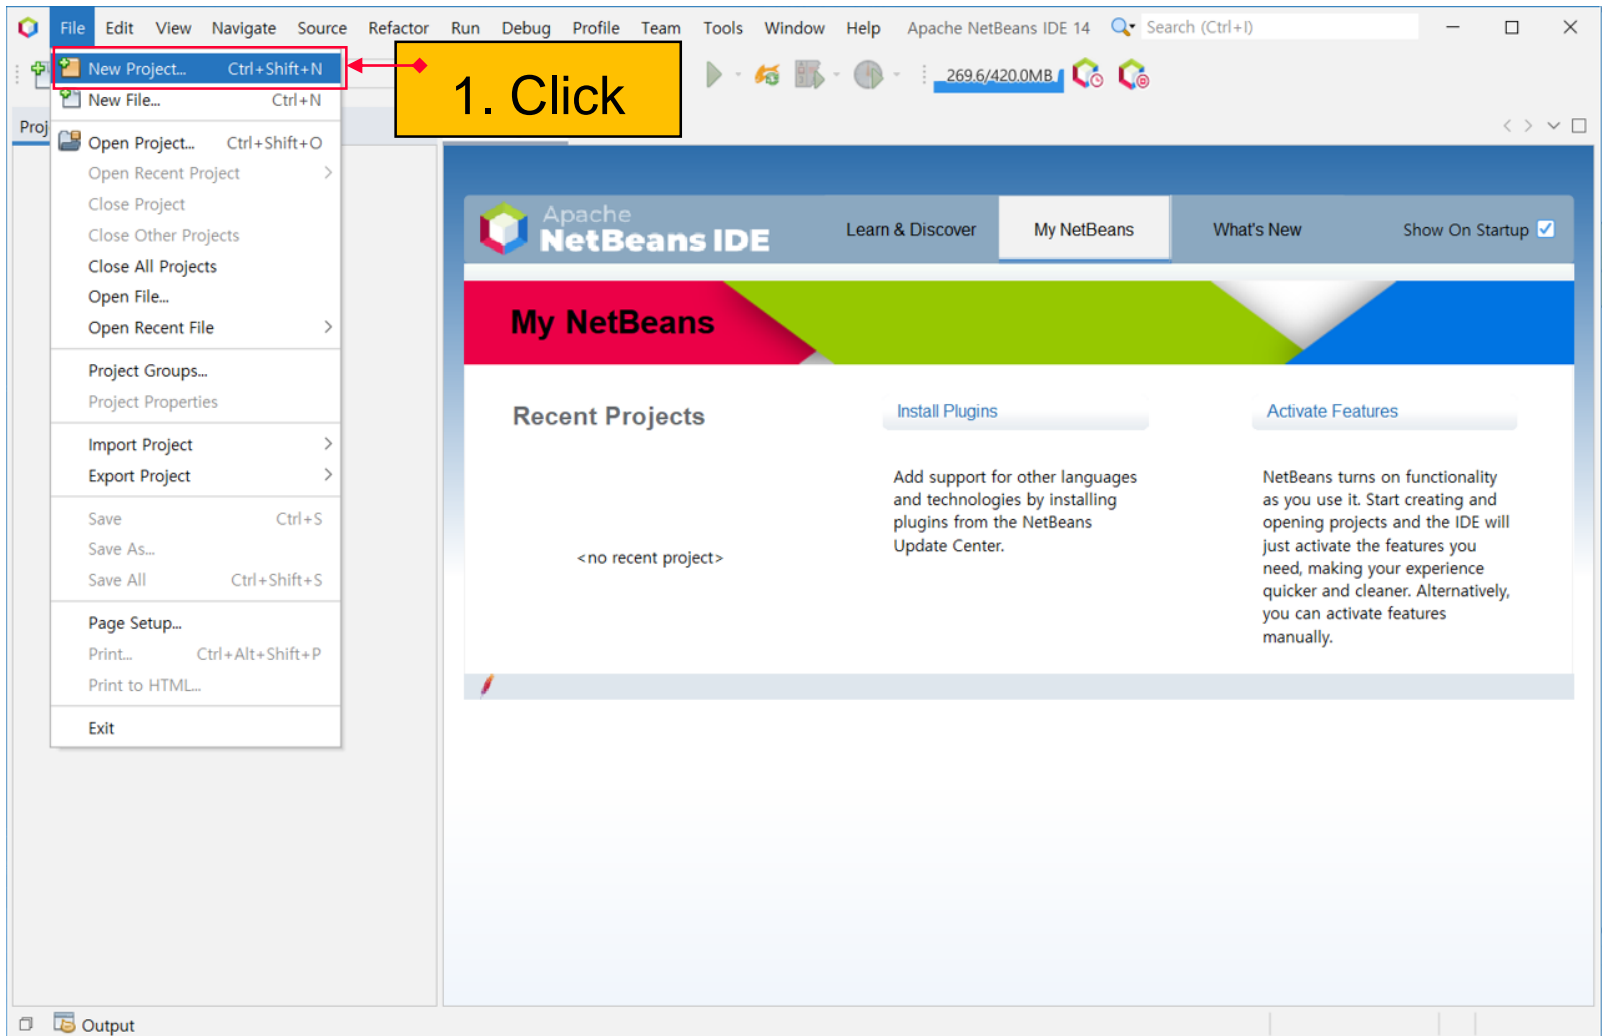 File Edit View Navigate Source Refactor Run Debug Profile Team Tools Window Help Apache NetBeans IDE 14 Search (Ctrl+I)
New Project... Ctrl+Shift+N
1. Click
269.6/420.0MB
New File... Ctrl+N
Proj
Open Project... Ctrl+Shift+O
Open Recent Project
Close Project
Close Other Projects
Close All Projects
Open File...
Open Recent File
Project Groups...
Project Properties
Import Project
Export Project
Save Ctrl+S
Save As...
Save All Ctrl+Shift+S
Page Setup...
Print... Ctrl+Alt+Shift+P
Print to HTML...
Exit
Apache
NetBeans IDE
Learn & Discover My NetBeans What's New Show On Startup
My NetBeans
Recent Projects
<no recent project>
Install Plugins
Add support for other languages
and technologies by installing
plugins from the NetBeans
Update Center.
Activate Features
NetBeans turns on functionality
as you use it. Start creating and
opening projects and the IDE will
just activate the features you
need, making your experience
quicker and cleaner. Alternatively,
you can activate features
manually.
Output